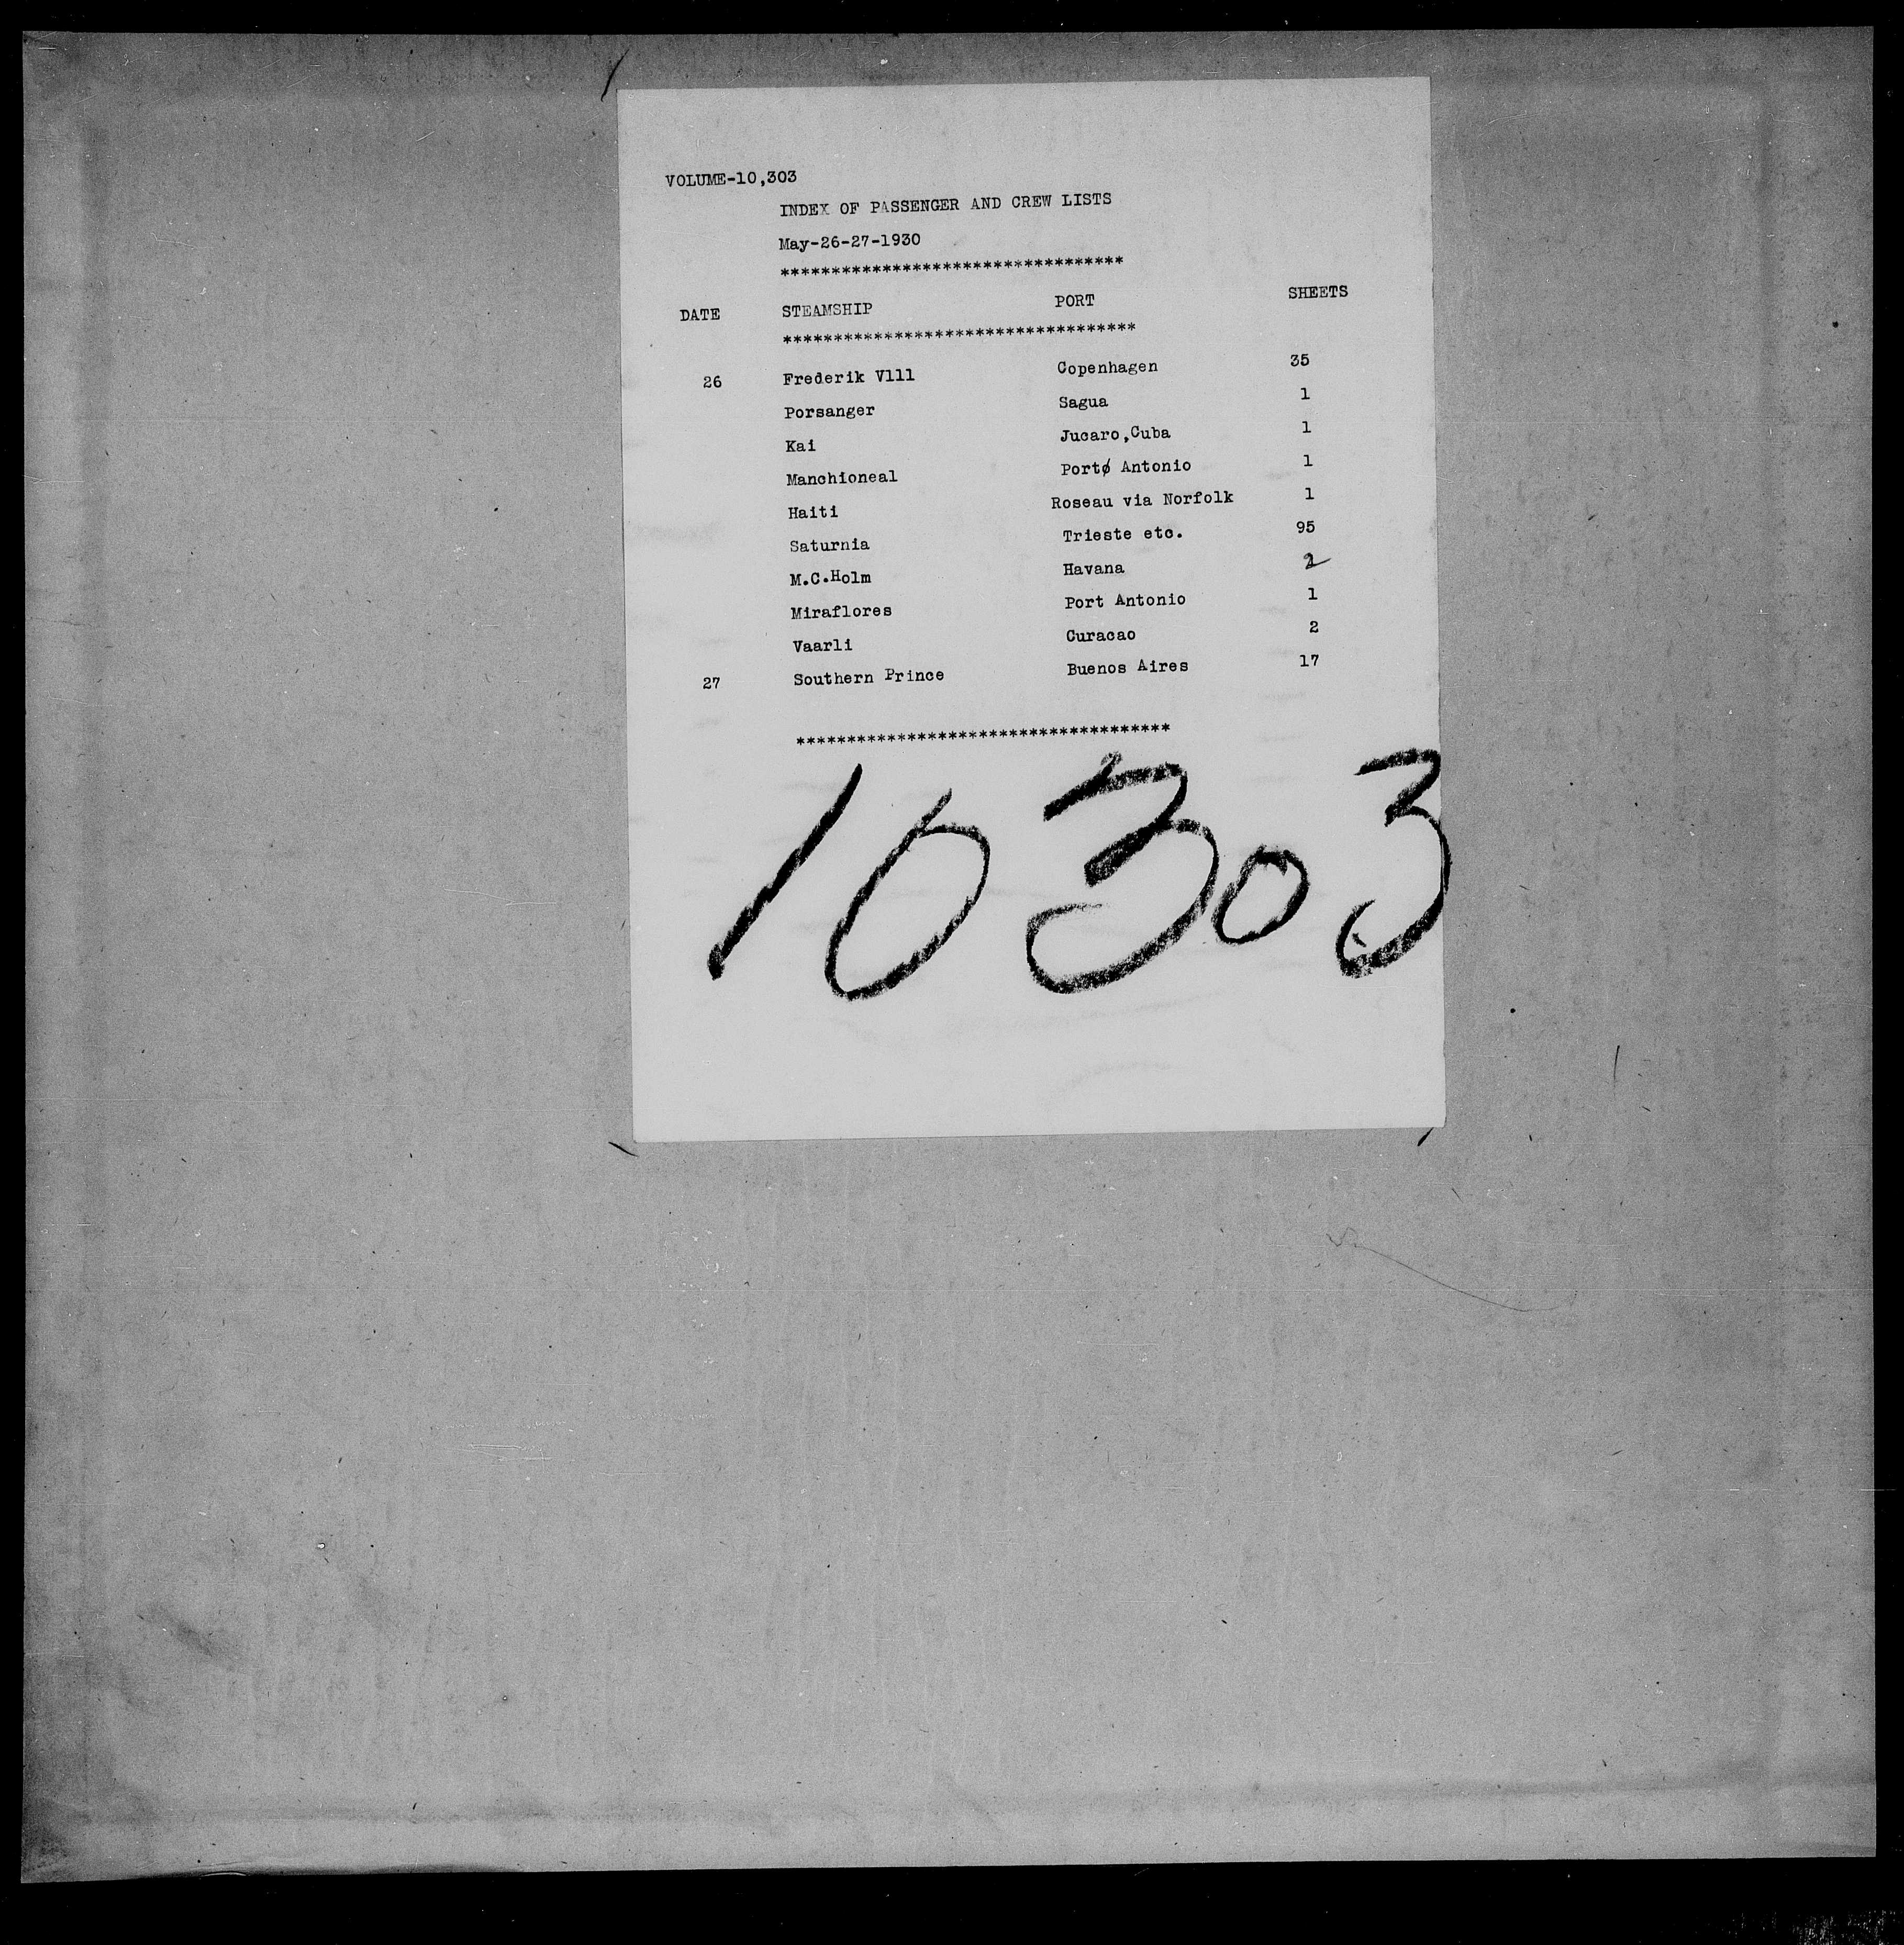 VOLUME-10,303
INDEX OF PASSENGER AND CREW LISTS
May-26-27-1930
**********************************
DATE STEAMSHIP PORT SHEETS
***********************************
26 Frederik Vlll Copenhagen 35
Porsanger Sagua 1
Kai Jucaro,Cuba 1
Manchioneal Portø Antonio 1
Haiti Roseau via Norfolk 1
Saturnia Trieste etc. 95
M.C.Holm Havana 2
Miraflores Port Antonio 1
Vaarli Curacao 2
27 Southern Prince Buenos Aires 17
*************************************
10303